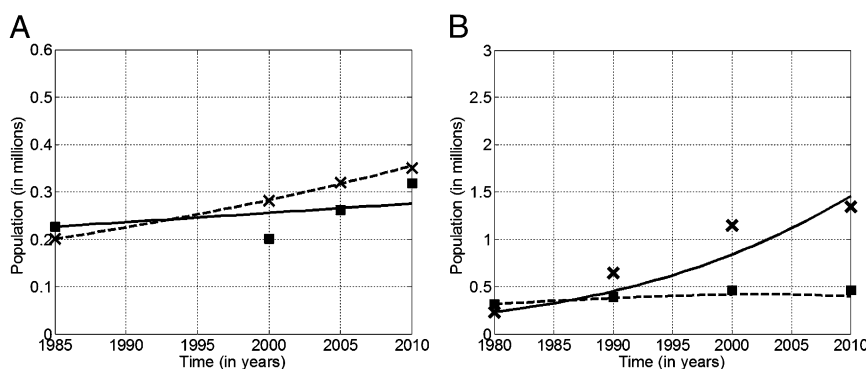 A
Population (in millions)
0.6
0.5
0.4
0.3
0.2
0.1
0
1985 1990 1995 2000 2005 2010
Time (in years)
B
Population (in millions)
3
2.5
2
1.5
1
0.5
0
1980 1985 1990 1995 2000 2005 2010
Time (in years)